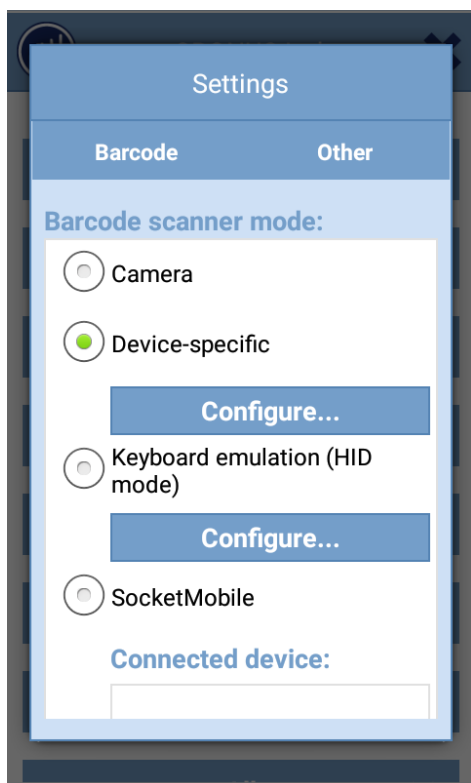 Settings
Barcode Other
Barcode scanner mode:
Camera
Device-specific
Configure...
Keyboard emulation (HID
mode)
Configure...
SocketMobile
Connected device: